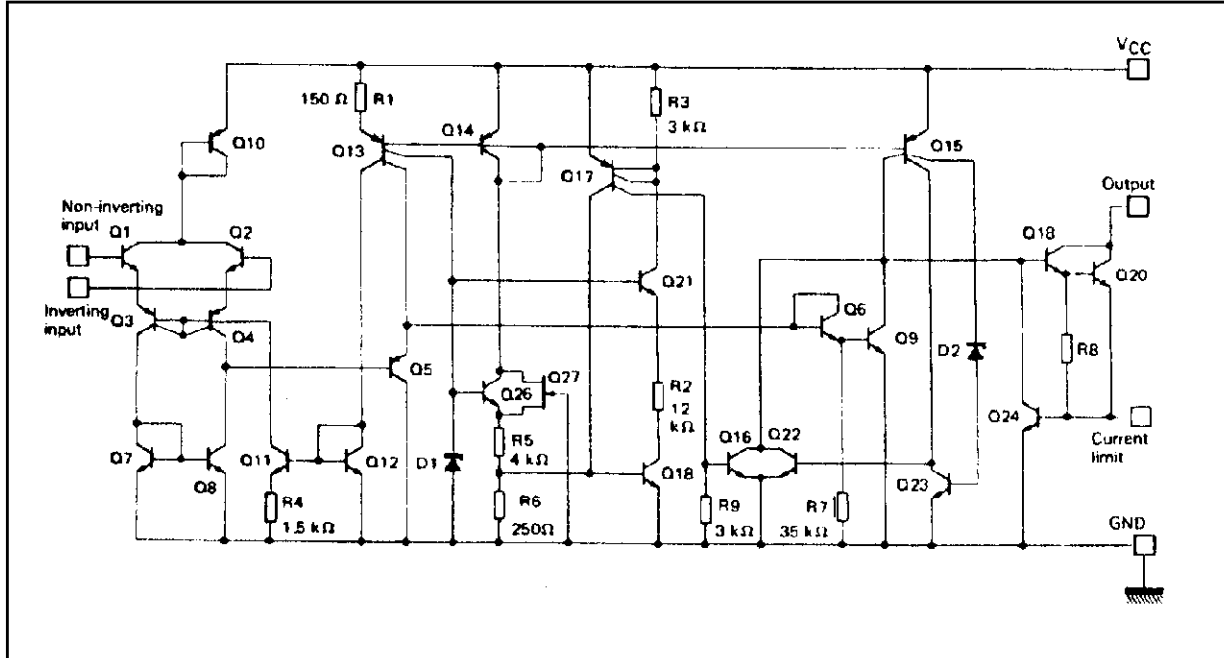 VCC
150 Ω R1
R3
3 kΩ
Q10
Q13
Q14
Q17
Q15
Output
Non-inverting
input
Q1
Q2
Q18
Q20
Q21
Inverting
input
Q3
Q4
Q6
Q5
Q9
D2
R8
Q26
Q27
R2
12
kΩ
Q24
Q7
Q8
Q11
Q12
D1
R5
4 kΩ
Q16
Q22
Current
limit
Q18
Q23
R4
1.5 kΩ
R6
250Ω
R9
3 kΩ
R7
35 kΩ
GND